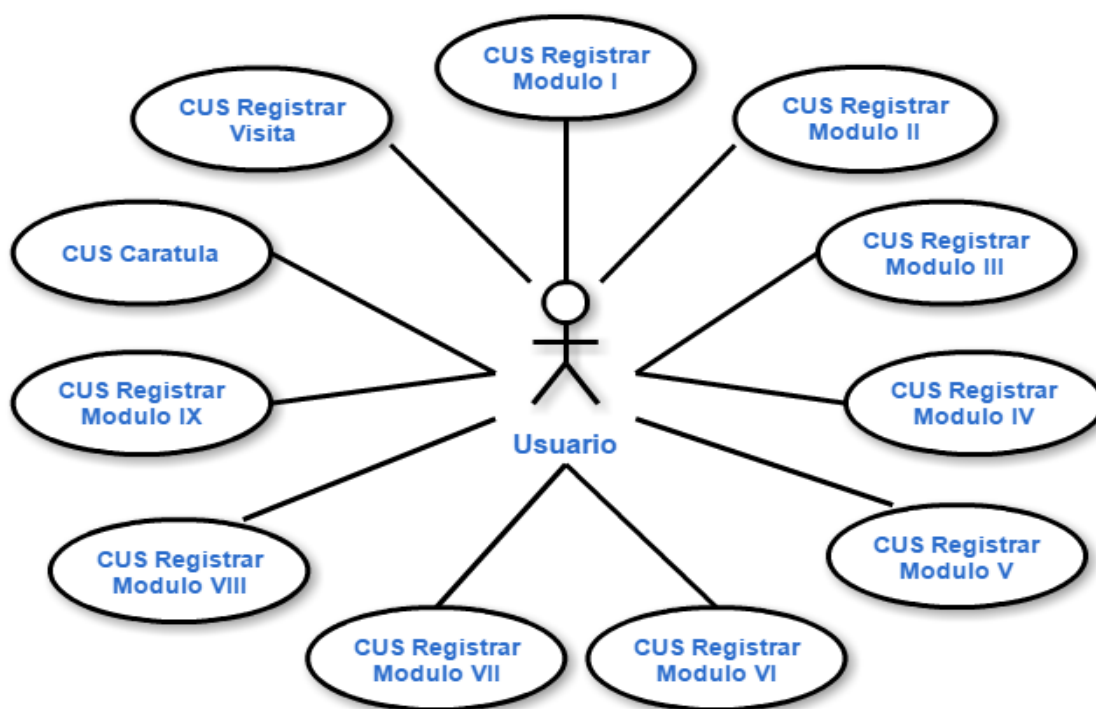 CUS Registrar
Modulo I
CUS Registrar
Visita
CUS Registrar
Modulo II
CUS Caratula
CUS Registrar
Modulo III
CUS Registrar
Modulo IX
CUS Registrar
Modulo IV
Usuario
CUS Registrar
Modulo VIII
CUS Registrar
Modulo V
CUS Registrar
Modulo VII
CUS Registrar
Modulo VI